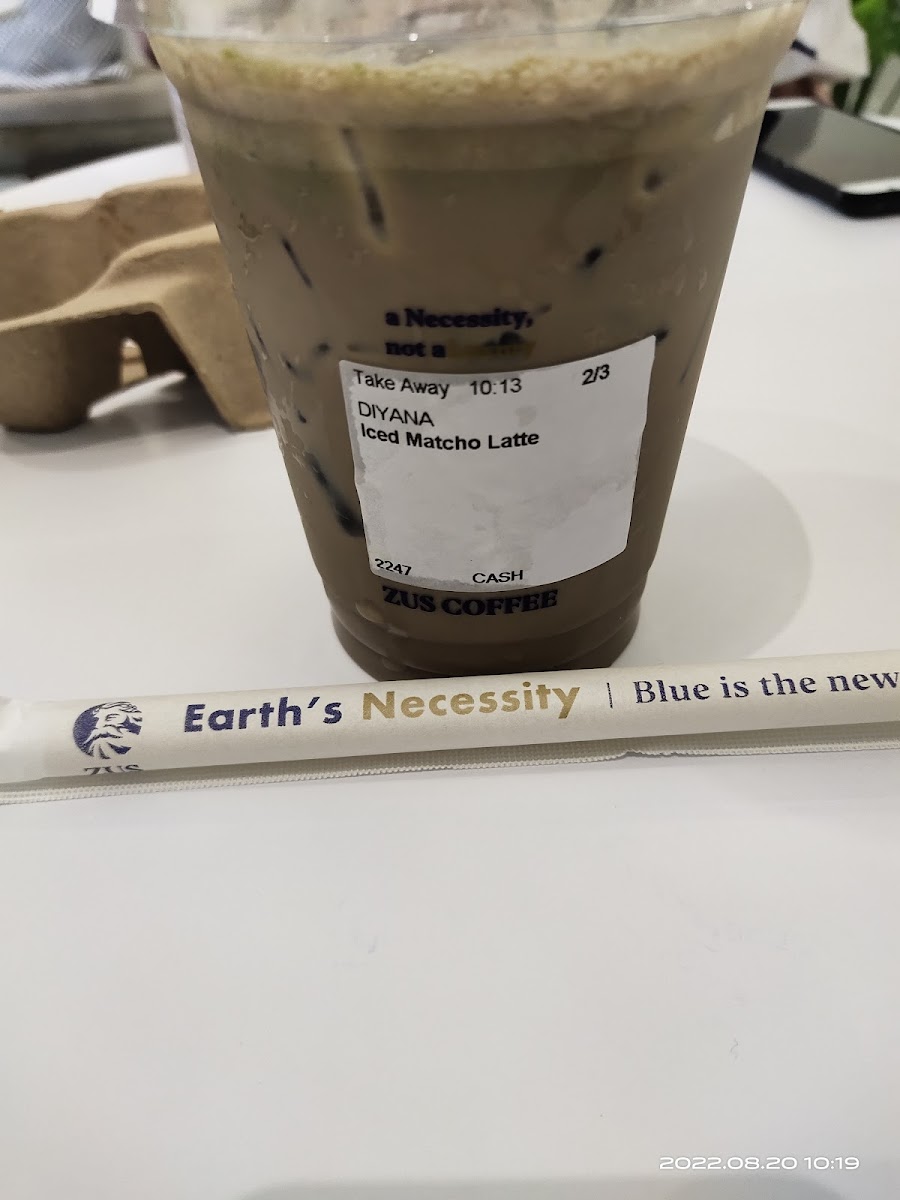 a Necessity,
not a
Take Away 10:13 2/3
DIYANA
Iced Matcho Latte
2247 CASH
ZUS COFFEE
Earth's Necessity | Blue is the new
ZUS
2022.08.20 10:19